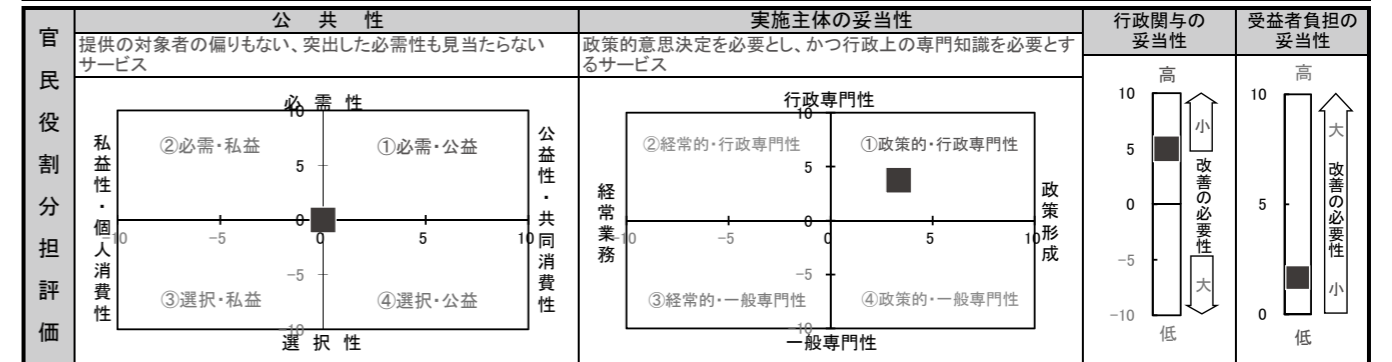 官民役割分担評価
公共性
提供の対象者の偏りもない、突出した必需性も見当たらない
サービス
必需性
10
②必需・私益
①必需・公益
5
私益性・個人消費性
公益性・共同消費性
0
-10
-5
0
5
10
-5
③選択・私益
④選択・公益
-10
選択性
実施主体の妥当性
政策的意思決定を必要とし、かつ行政上の専門知識を必要とす
るサービス
行政専門性
10
②経常的・行政専門性
①政策的・行政専門性
5
経常業務
政策形成
0
-10
-5
0
5
10
-5
③経常的・一般専門性
④政策的・一般専門性
-10
一般専門性
行政関与の
妥当性
高
10
5
0
-5
-10
小
改善の必要性
大
低
受益者負担の
妥当性
高
10
5
0
大
改善の必要性
小
低